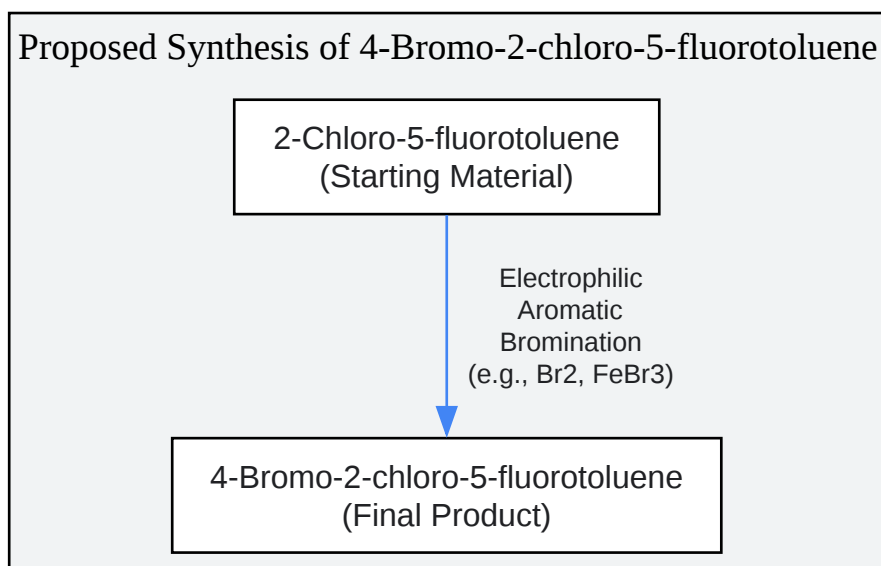 Proposed Synthesis of 4-Bromo-2-chloro-5-fluorotoluene
2-Chloro-5-fluorotoluene
(Starting Material)
Electrophilic
Aromatic
Bromination
(e.g., Br2, FeBr3)
4-Bromo-2-chloro-5-fluorotoluene
(Final Product)